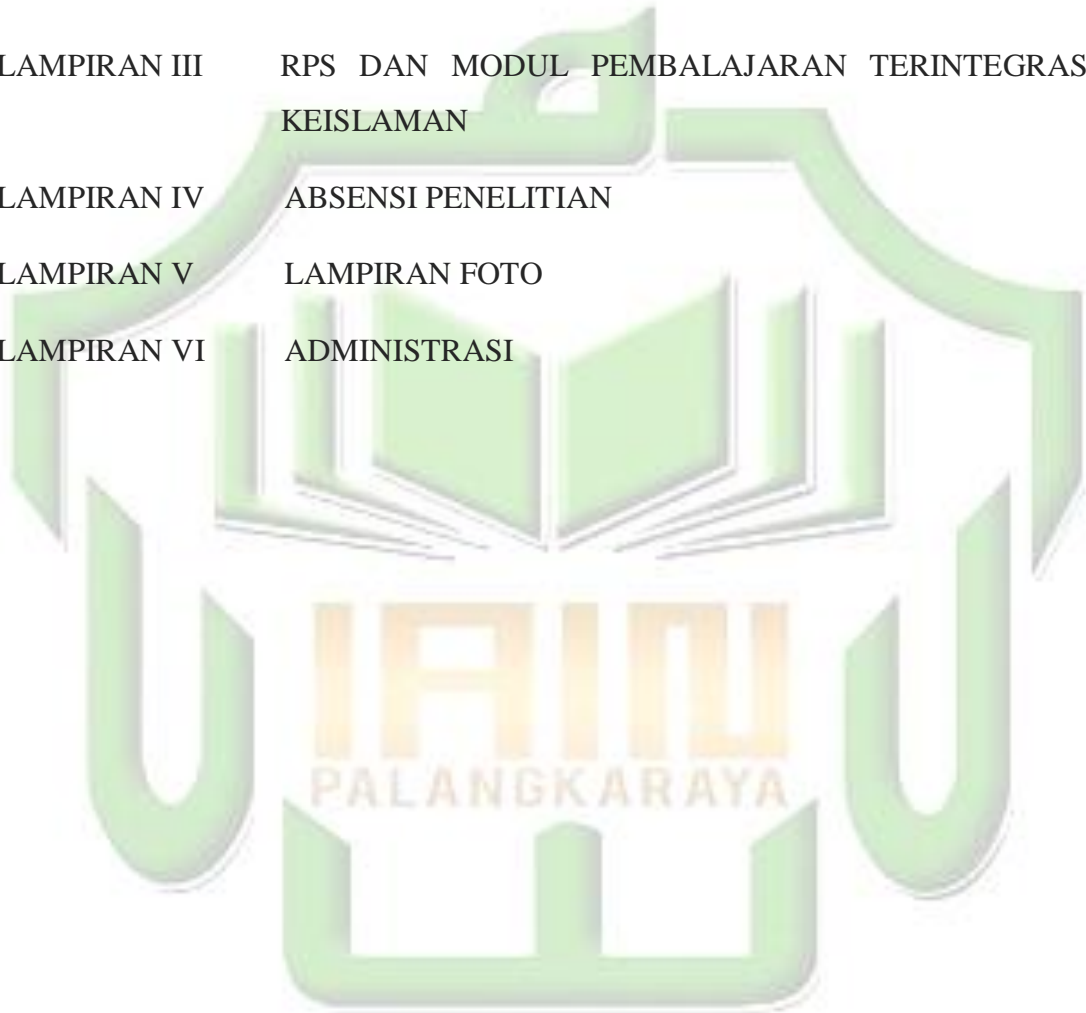 LAMPIRAN III RPS DAN MODUL PEMBALAJARAN TERINTEGRAS
KEISLAMAN
LAMPIRAN IV ABSENSI PENELITIAN
LAMPIRAN V LAMPIRAN FOTO
LAMPIRAN VI ADMINISTRASI
IAIN
PALANGKARAYA